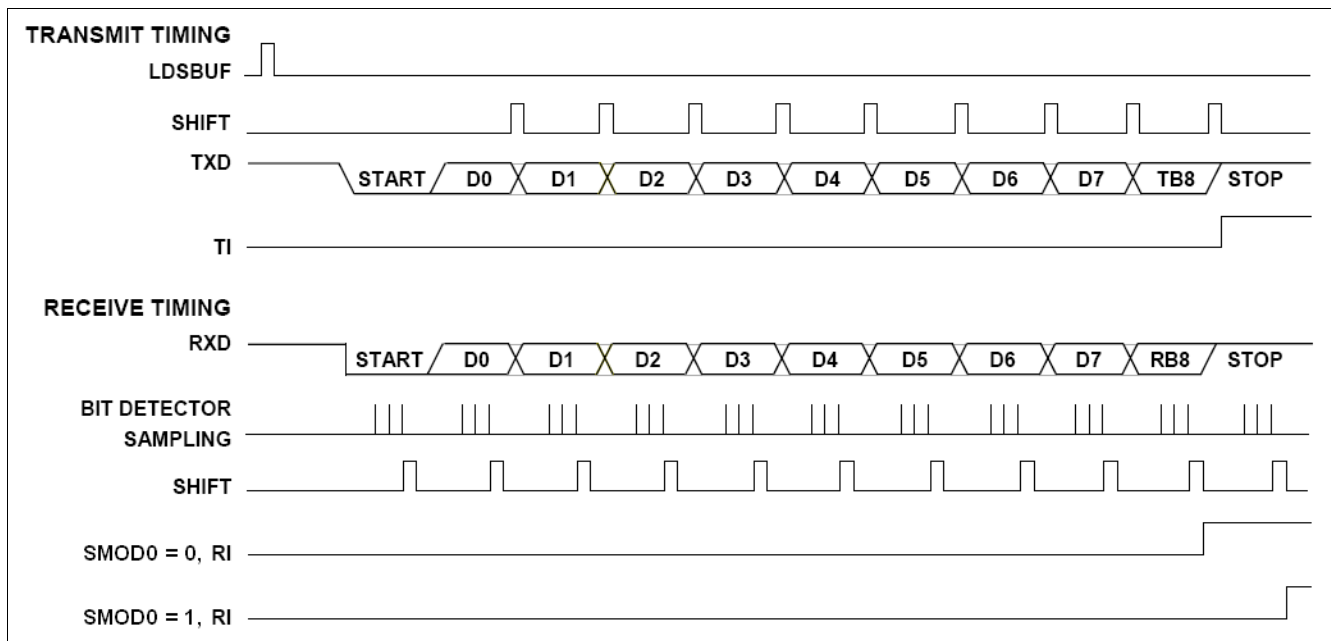 TRANSMIT TIMING
LDSBUF
SHIFT
TXD
START D0 D1 D2 D3 D4 D5 D6 D7 TB8 STOP
TI
RECEIVE TIMING
RXD
START D0 D1 D2 D3 D4 D5 D6 D7 RB8 STOP
BIT DETECTOR
SAMPLING
SHIFT
SMOD0 = 0, RI
SMOD0 = 1, RI